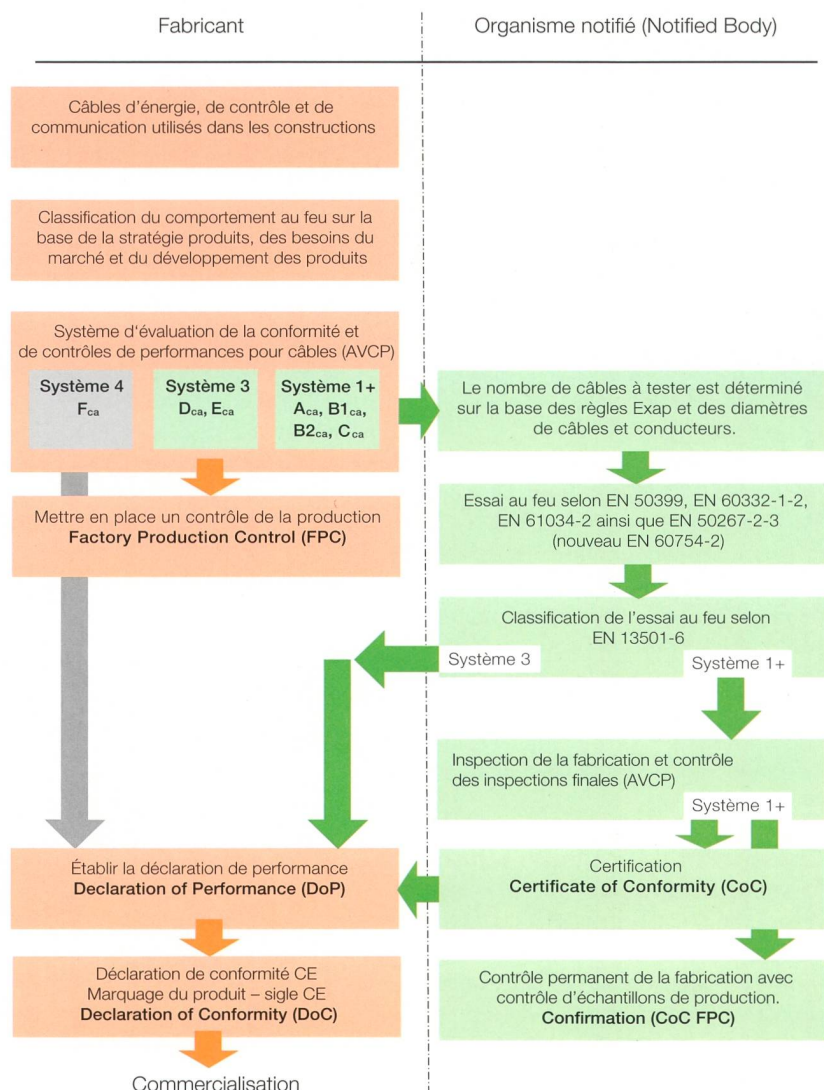 Fabricant
Organisme notifié (Notified Body)
Câbles d'énergie, de contrôle et de
communication utilisés dans les constructions
Classification du comportement au feu sur la
base de la stratégie produits, des besoins du
marché et du développement des produits
Système d'évaluation de la conformité et
de contrôles de performances pour câbles (AVCP)
Système 4
Fca
Système 3
Dca, Eca
Système 1+
Aca, B1ca,
B2ca, Cca
Le nombre de câbles à tester est déterminé
sur la base des règles Exap et des diamètres
de câbles et conducteurs.
Mettre en place un contrôle de la production
Factory Production Control (FPC)
Essai au feu selon EN 50399, EN 60332-1-2,
EN 61034-2 ainsi que EN 50267-2-3
(nouveau EN 60754-2)
Classification de l'essai au feu selon
EN 13501-6
Système 3
Système 1+
Inspection de la fabrication et contrôle
des inspections finales (AVCP)
Système 1+
Établir la déclaration de performance
Declaration of Performance (DoP)
Certification
Certificate of Conformity (CoC)
Déclaration de conformité CE
Marquage du produit – sigle CE
Declaration of Conformity (DoC)
Contrôle permanent de la fabrication avec
contrôle d'échantillons de production.
Confirmation (CoC FPC)
Commercialisation